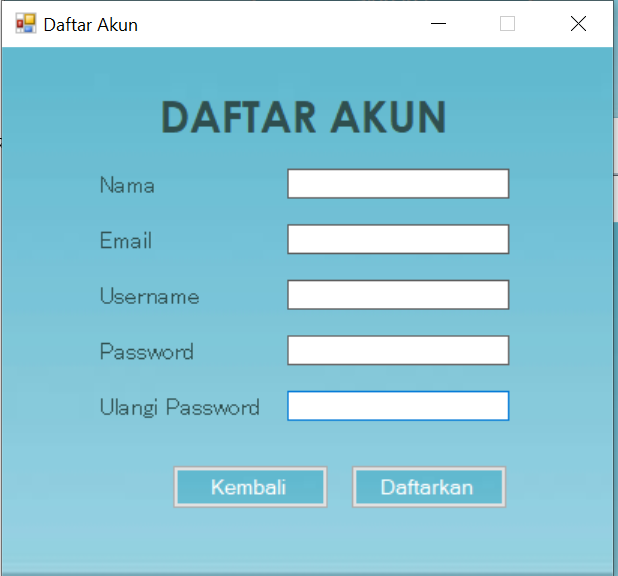 Daftar Akun
DAFTAR AKUN
Nama
Email
Username
Password
Ulangi Password
Kembali Daftarkan